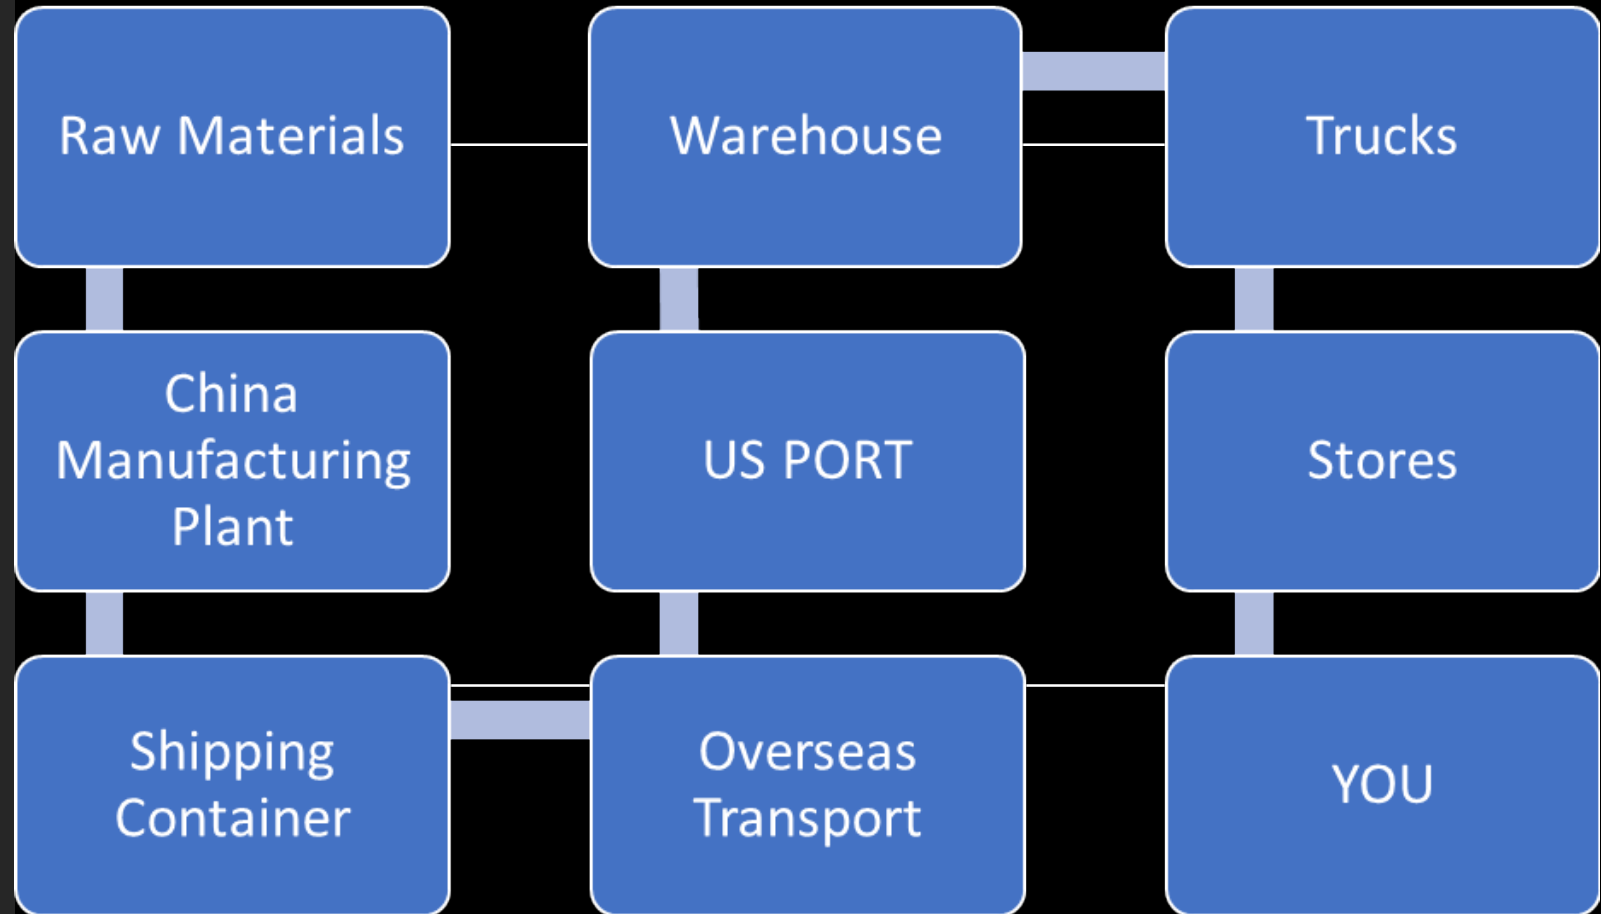 Raw Materials
Warehouse
Trucks
China
Manufacturing
Plant
US PORT
Stores
Shipping
Container
Overseas
Transport
YOU